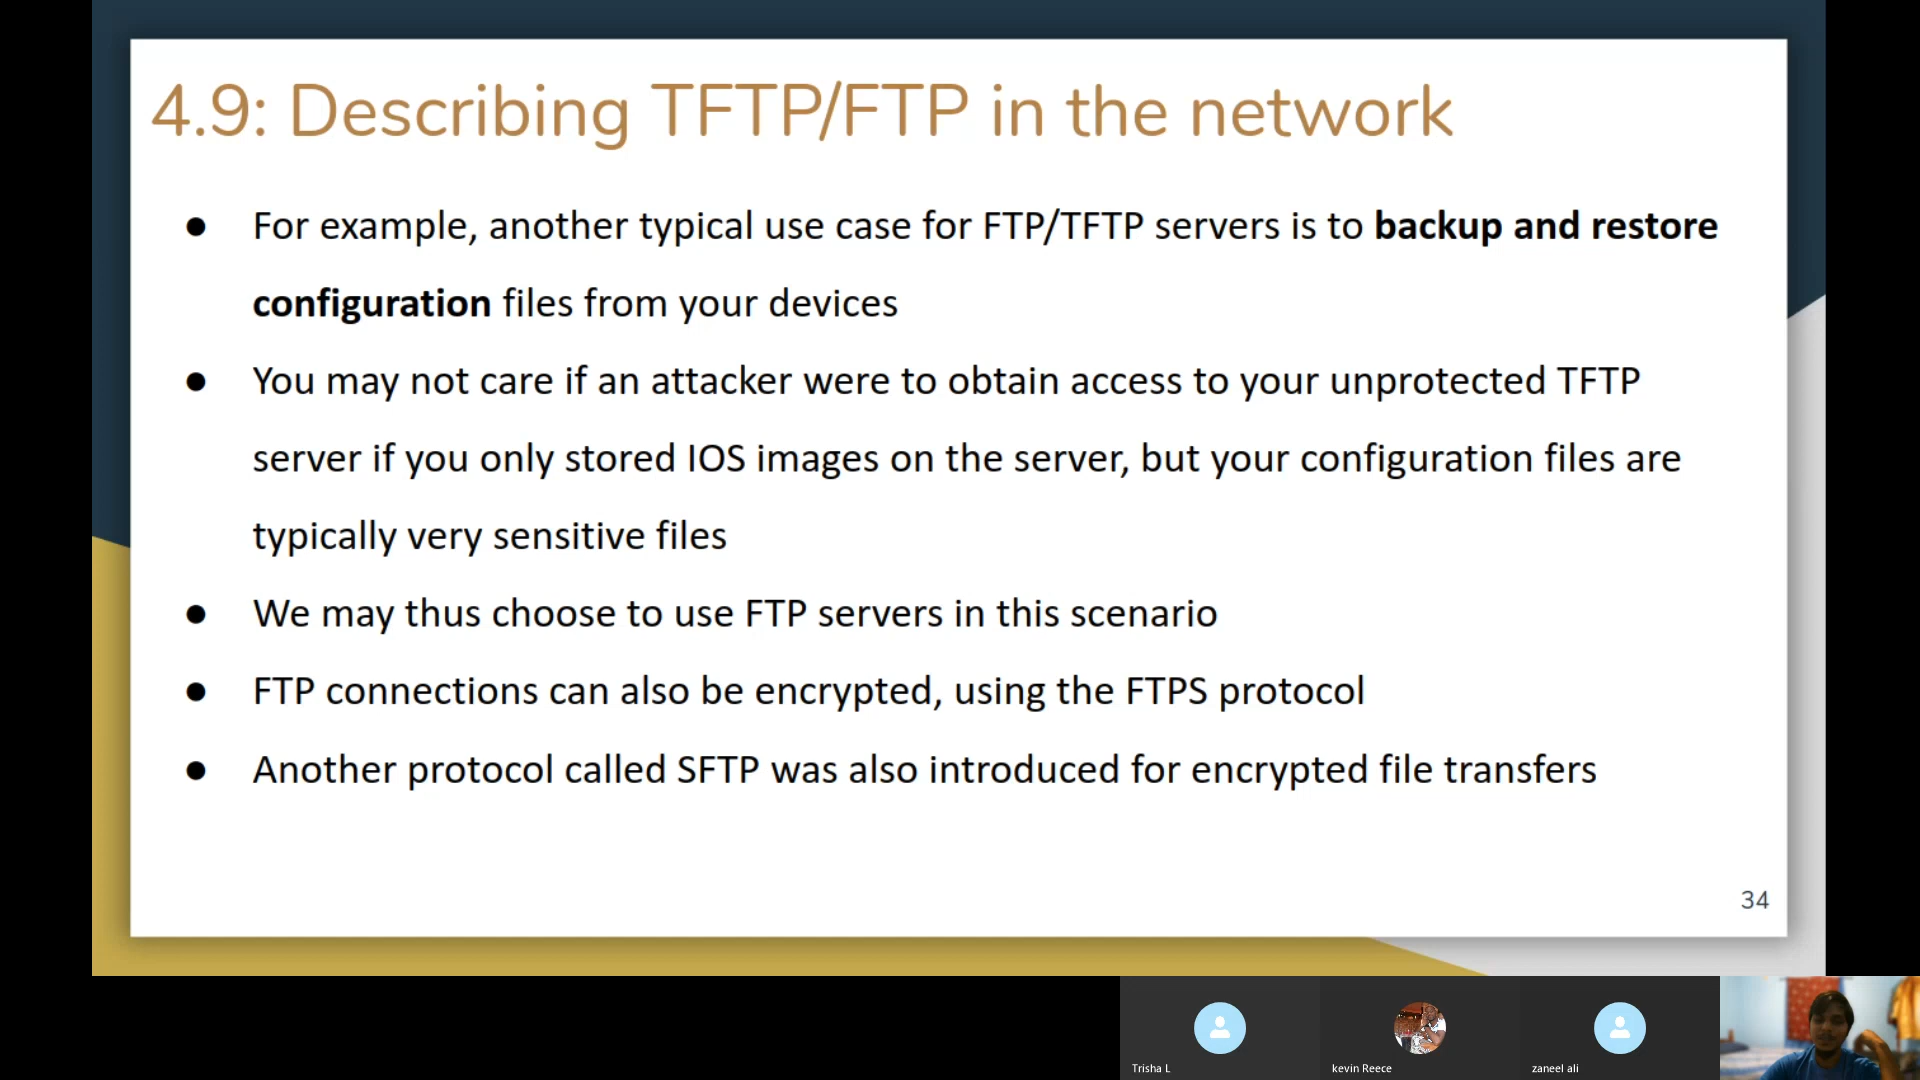 4.9: Describing TFTP/FTP in the network
● For example, another typical use case for FTP/TFTP servers is to backup and restore
configuration files from your devices
● You may not care if an attacker were to obtain access to your unprotected TFTP
server if you only stored IOS images on the server, but your configuration files are
typically very sensitive files
● We may thus choose to use FTP servers in this scenario
● FTP connections can also be encrypted, using the FTPS protocol
● Another protocol called SFTP was also introduced for encrypted file transfers
34
Trisha L
kevin Reece
zaneel ali